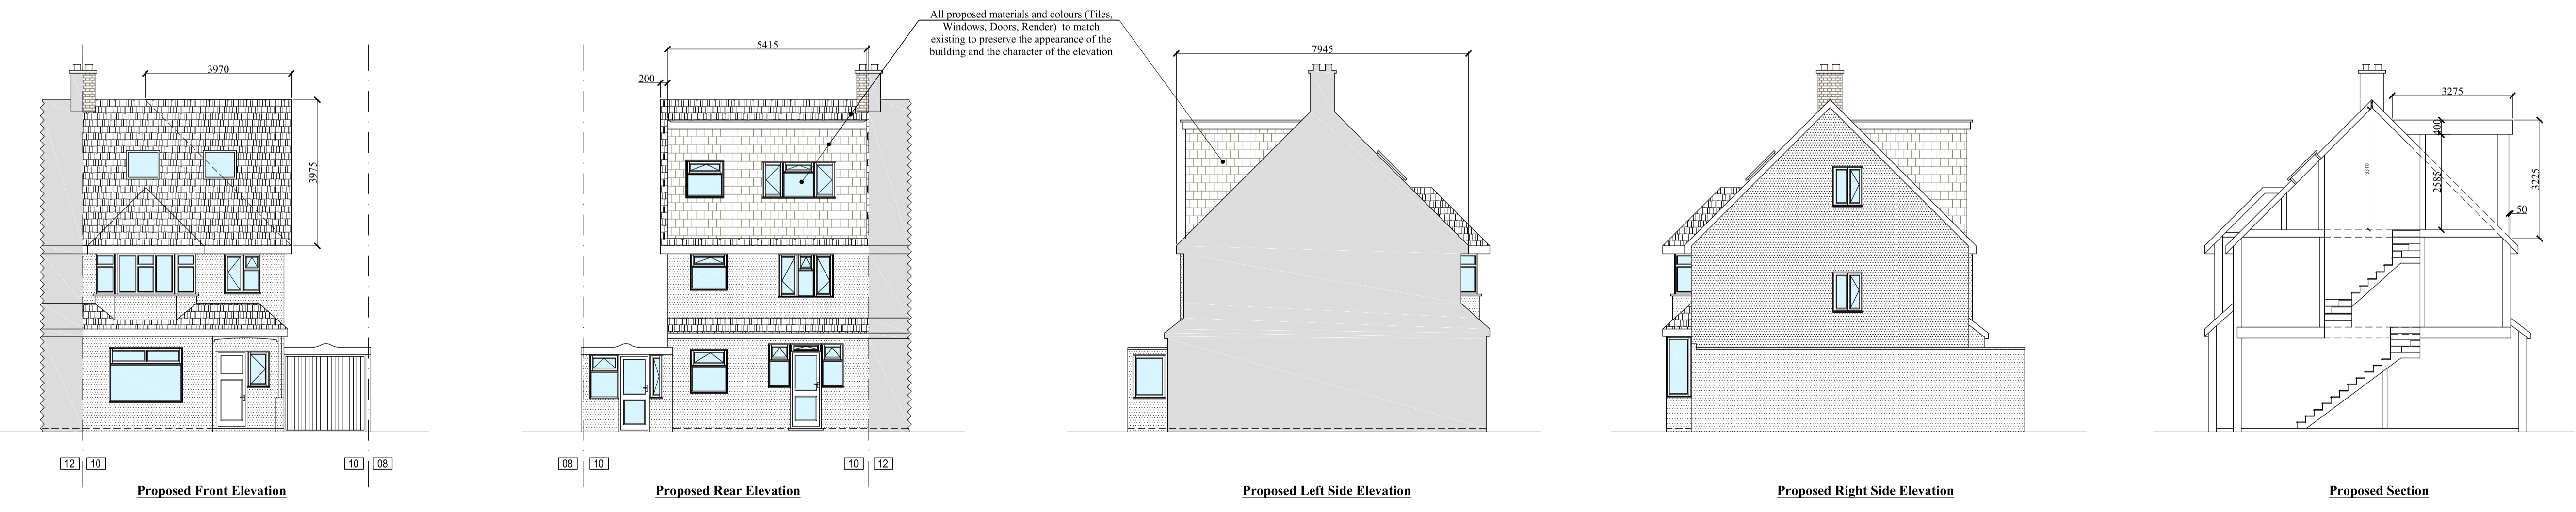 All proposed materials and colours (Tiles,
Windows, Doors, Render) to match
existing to preserve the appearance of the
building and the character of the elevation
3970
3975
12 10
10 08
Proposed Front Elevation
5415
200
08 10
10 12
Proposed Rear Elevation
7945
Proposed Left Side Elevation
Proposed Right Side Elevation
3275
400
2585
3225
50
Proposed Section